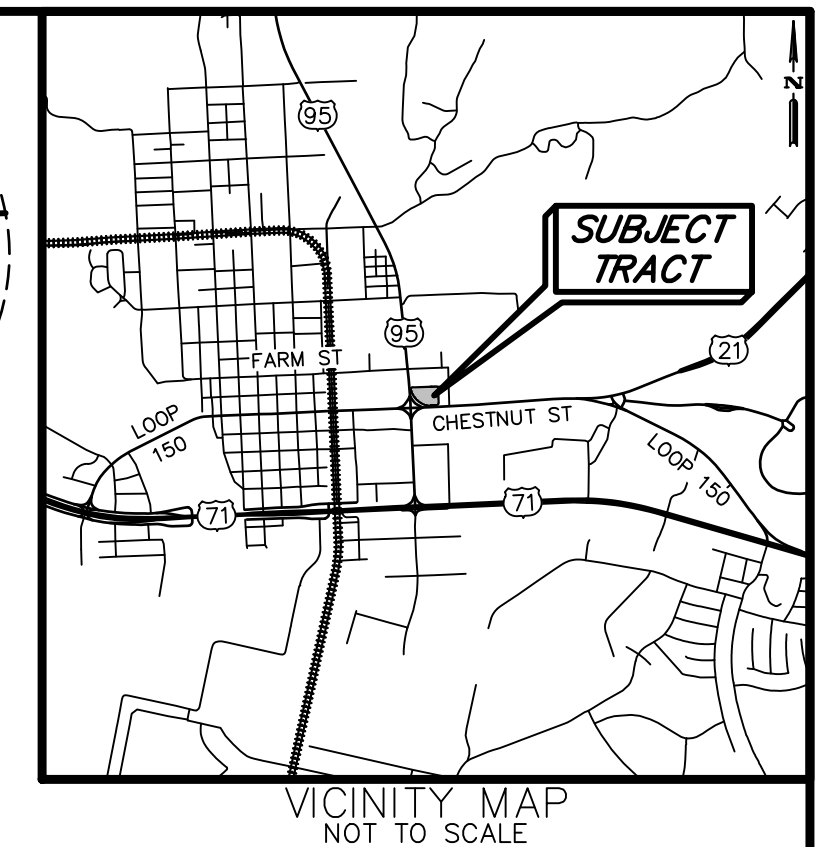 N
95
SUBJECT
TRACT
95
21
FARM ST
LOOP
150
CHESTNUT ST
LOOP 150
71
71
VICINITY MAP
NOT TO SCALE